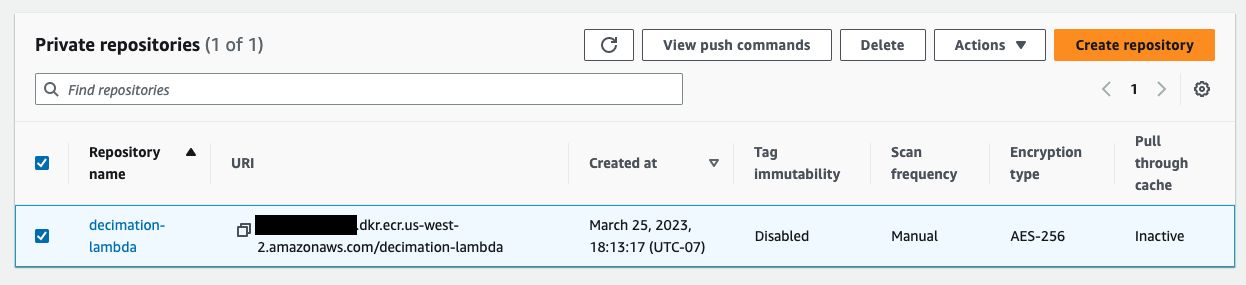 Private repositories (1 of 1)
View push commands
Delete
Actions
Create repository
Find repositories
1
Repository name
URI
Created at
Tag immutability
Scan frequency
Encryption type
Pull through cache
decimation-
lambda
.dkr.ecr.us-west-
2.amazonaws.com/decimation-lambda
March 25, 2023,
18:13:17 (UTC-07)
Disabled
Manual
AES-256
Inactive